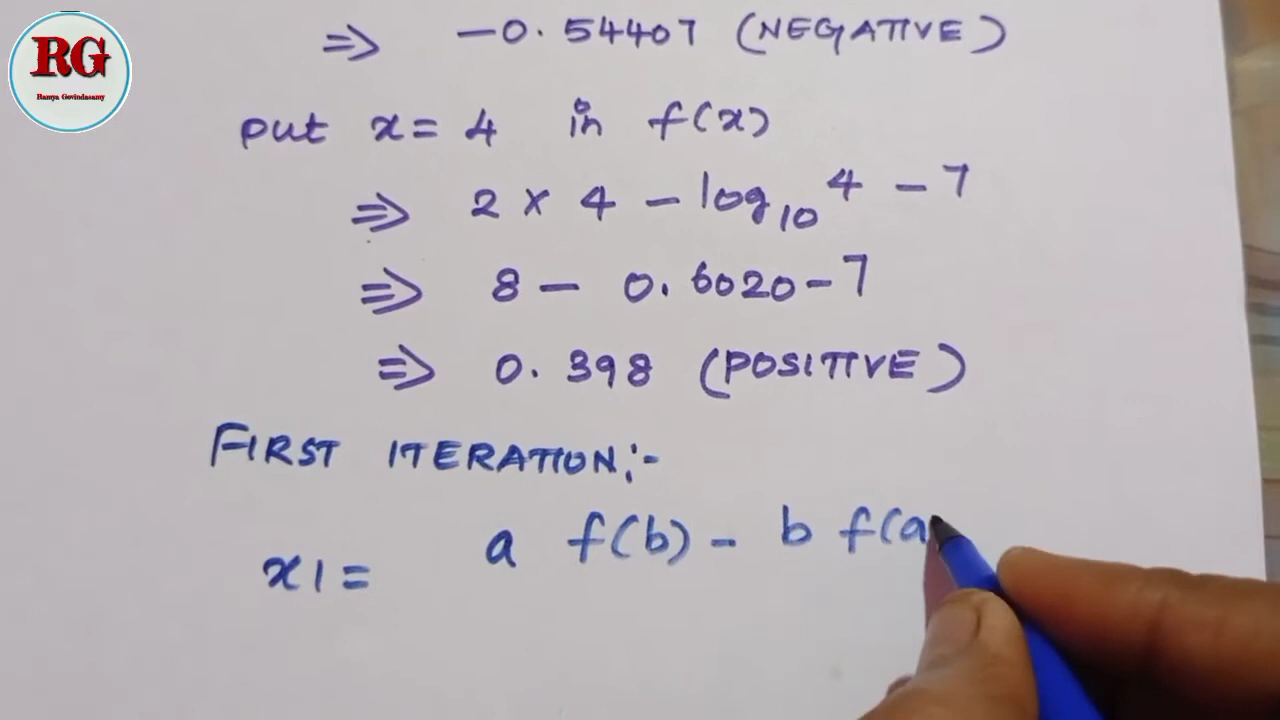 RG
Ramya Govindasamy
⇒ -0.54407 (NEGATIVE)
put x = 4 in f(x)
⇒ 2 × 4 - log₁₀ 4 - 7
⇒ 8 - 0.6020 - 7
⇒ 0.398 (POSITIVE)
FIRST ITERATION:-
x1 = a f(b) - b f(a